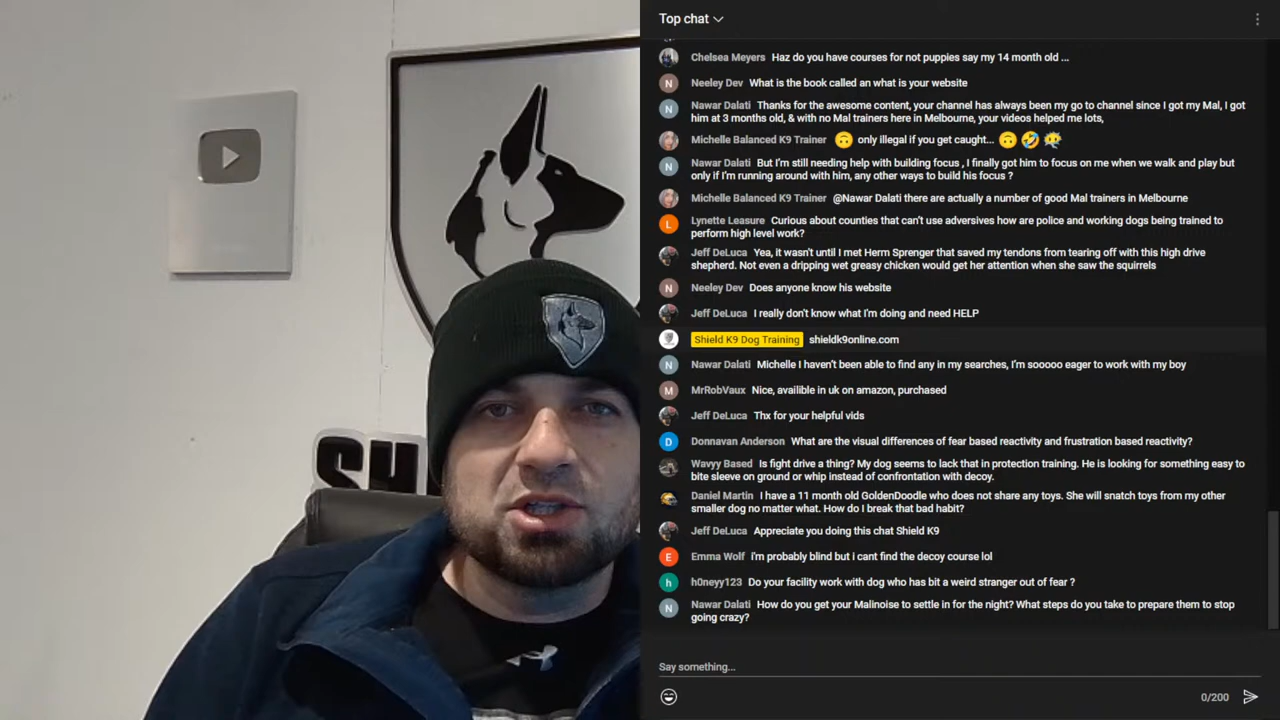 Top chat
Chelsea Meyers Haz do you have courses for not puppies say my 14 month old ...
Neeley Dev What is the book called an what is your website
Nawar Dalati Thanks for the awesome content, your channel has always been my go to channel since I got my Mal, I got
him at 3 months old, & with no Mal trainers here in Melbourne, your videos helped me lots,
Michelle Balanced K9 Trainer 🙃 only illegal if you get caught... 🙃 🤣
Nawar Dalati But I'm still needing help with building focus , I finally got him to focus on me when we walk and play but
only if I'm running around with him, any other ways to build his focus ?
Michelle Balanced K9 Trainer @Nawar Dalati there are actually a number of good Mal trainers in Melbourne
Lynette Leasure Curious about counties that can't use adversives how are police and working dogs being trained to
perform high level work?
Jeff DeLuca Yea, it wasn't until I met Herm Sprenger that saved my tendons from tearing off with this high drive
shepherd. Not even a dripping wet greasy chicken would get her attention when she saw the squirrels
Neeley Dev Does anyone know his website
Jeff DeLuca I really don't know what I'm doing and need HELP
Shield K9 Dog Training shieldk9online.com
Nawar Dalati Michelle I haven't been able to find any in my searches, I'm sooooo eager to work with my boy
MrRobVaux Nice, availible in uk on amazon, purchased
Jeff DeLuca Thx for your helpful vids
Donnavan Anderson What are the visual differences of fear based reactivity and frustration based reactivity?
Wavyy Based Is fight drive a thing? My dog seems to lack that in protection training. He is looking for something easy to
bite sleeve on ground or whip instead of confrontation with decoy.
Daniel Martin I have a 11 month old GoldenDoodle who does not share any toys. She will snatch toys from my other
smaller dog no matter what. How do I break that bad habit?
Jeff DeLuca Appreciate you doing this chat Shield K9
Emma Wolf I'm probably blind but i cant find the decoy course lol
h0neyy123 Do your facility work with dog who has bit a weird stranger out of fear ?
Nawar Dalati How do you get your Malinoise to settle in for the night? What steps do you take to prepare them to stop
going crazy?
Say something...
0/200
N
N
N
L
N
N
M
D
E
h
N
SH